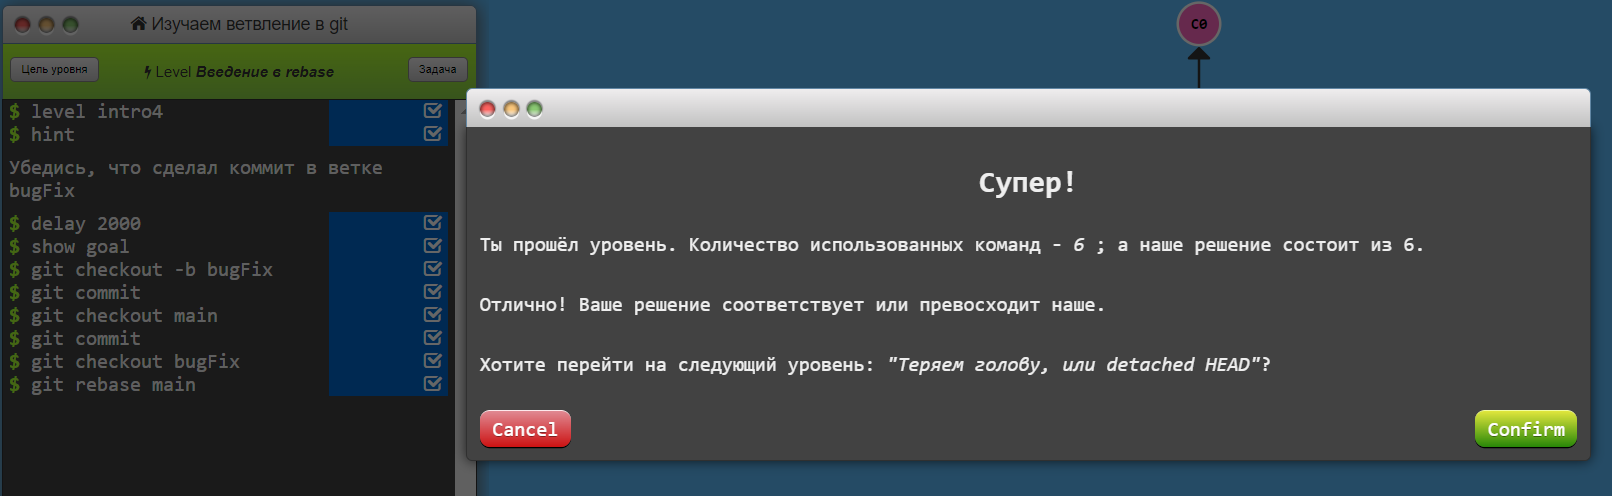 Изучаем ветвление в git
C0
Цель уровня
Level Введение в rebase
Задача
$ level intro4
$ hint
Убедись, что сделал коммит в ветке
bugFix
$ delay 2000
$ show goal
$ git checkout -b bugFix
$ git commit
$ git checkout main
$ git commit
$ git checkout bugFix
$ git rebase main
Супер!
Ты прошёл уровень. Количество использованных команд - 6 ; а наше решение состоит из 6.
Отлично! Ваше решение соответствует или превосходит наше.
Хотите перейти на следующий уровень: "Теряем голову, или detached HEAD"?
Cancel
Confirm